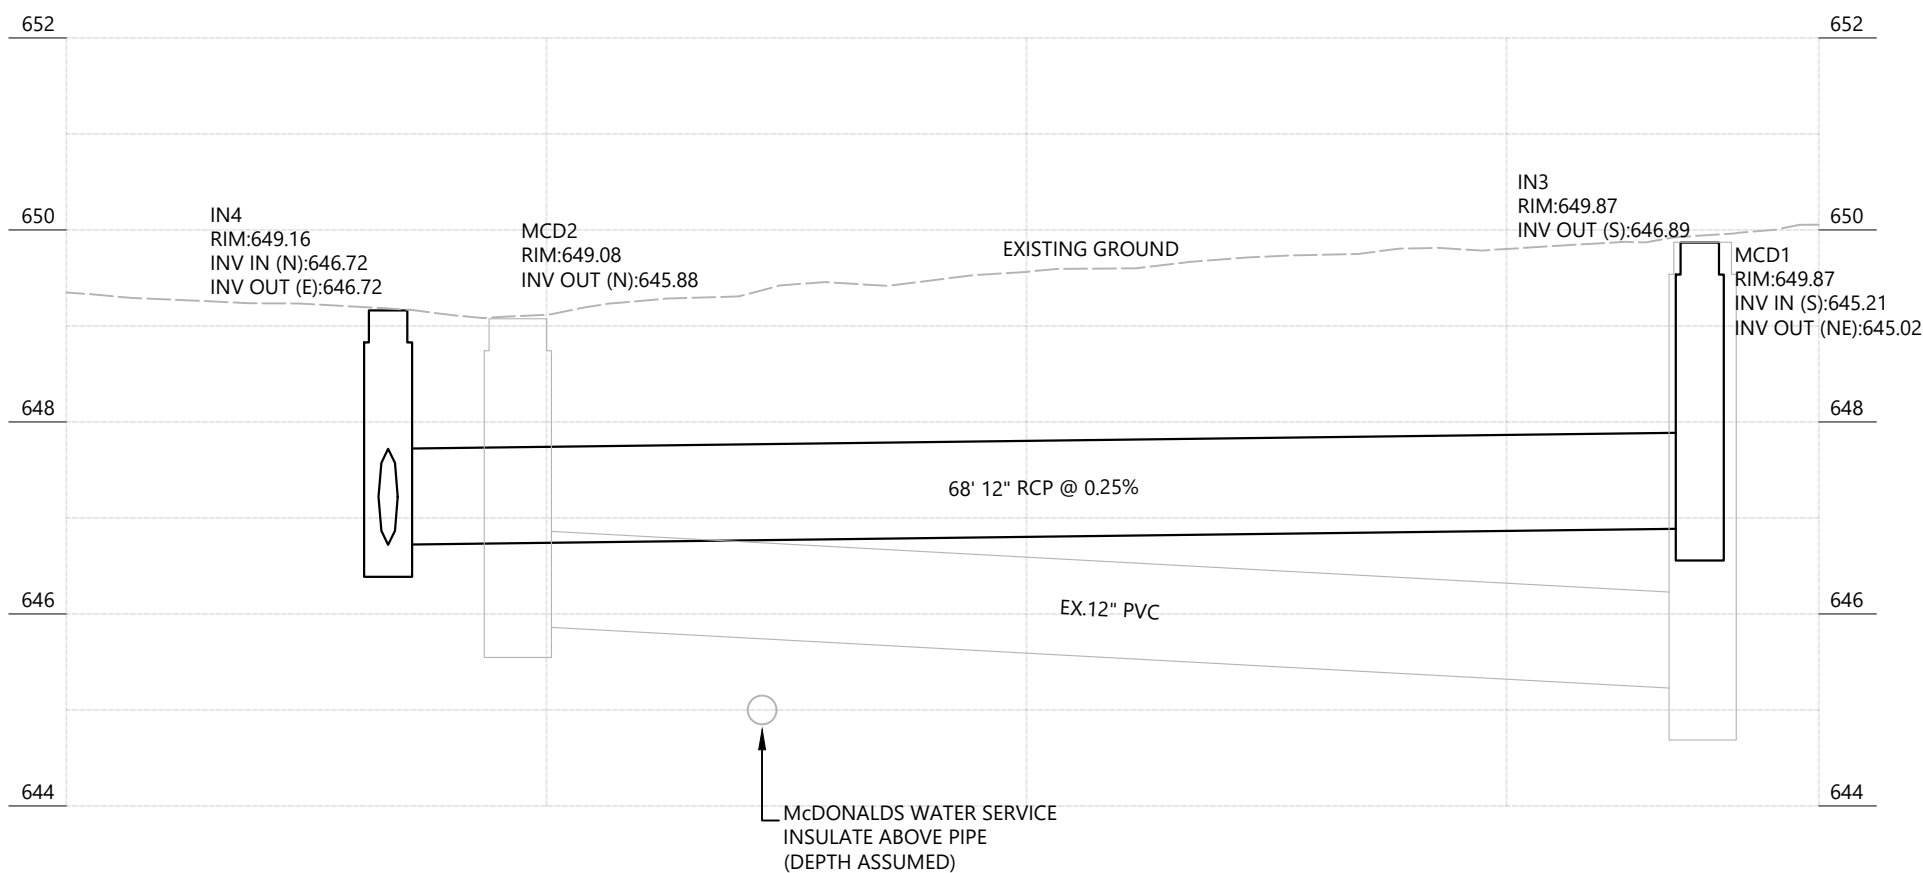 652
652
IN3
RIM:649.87
INV OUT (S):646.89
IN4
RIM:649.16
INV IN (N):646.72
INV OUT (E):646.72
650
650
MCD2
RIM:649.08
INV OUT (N):645.88
EXISTING GROUND
MCD1
RIM:649.87
INV IN (S):645.21
INV OUT (NE):645.02
648
648
68' 12" RCP @ 0.25%
646
646
EX.12" PVC
644
644
McDONALDS WATER SERVICE
INSULATE ABOVE PIPE
(DEPTH ASSUMED)